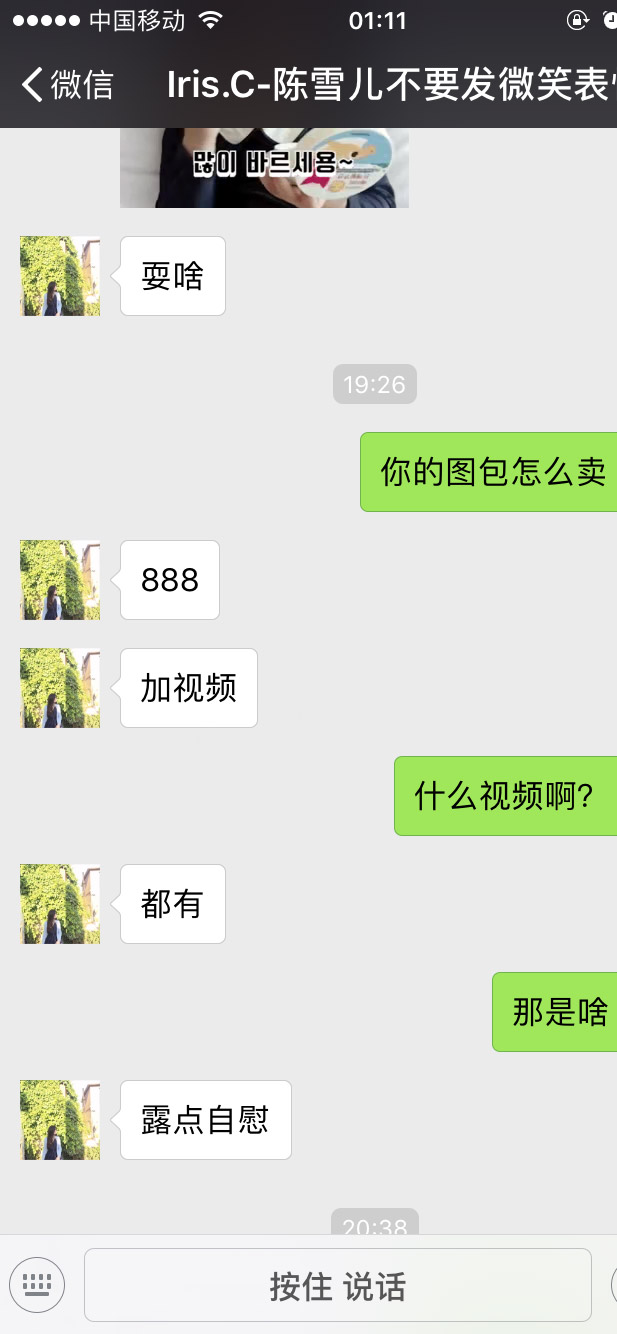 中国移动
01:11
微信
Iris.C-陈雪儿不要发微笑表
많이 바르세용~
耍啥
19:26
你的图包怎么卖
888
加视频
什么视频啊?
都有
那是啥
露点自慰
20:38
按住 说话